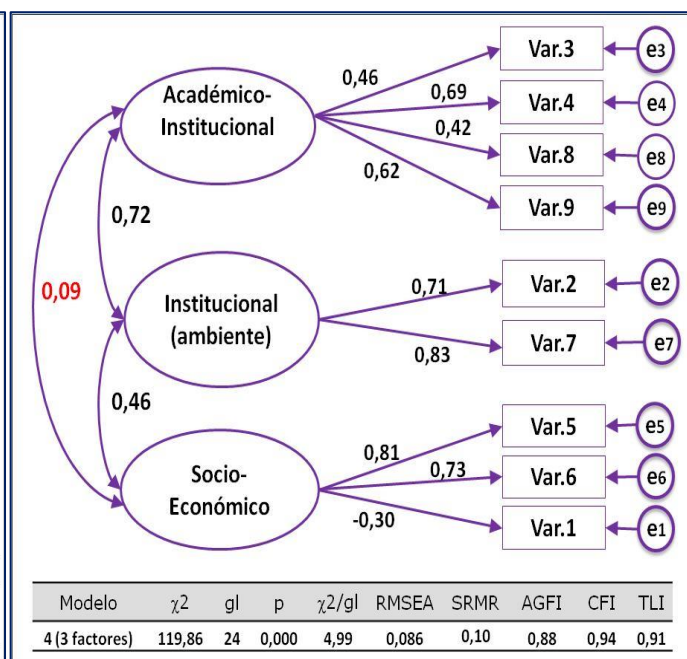 Académico-
Institucional
0,46
0,69
0,42
0,62
Var.3
e3
Var.4
e4
Var.8
e8
Var.9
e9
0,72
0,09
Institucional
(ambiente)
0,71
0,83
Var.2
e2
Var.7
e7
0,46
Socio-
Económico
0,81
0,73
-0,30
Var.5
e5
Var.6
e6
Var.1
e1
Modelo χ2 gl p χ2/gl RMSEA SRMR AGFI CFI TLI
4 (3 factores) 119,86 24 0,000 4,99 0,086 0,10 0,88 0,94 0,91